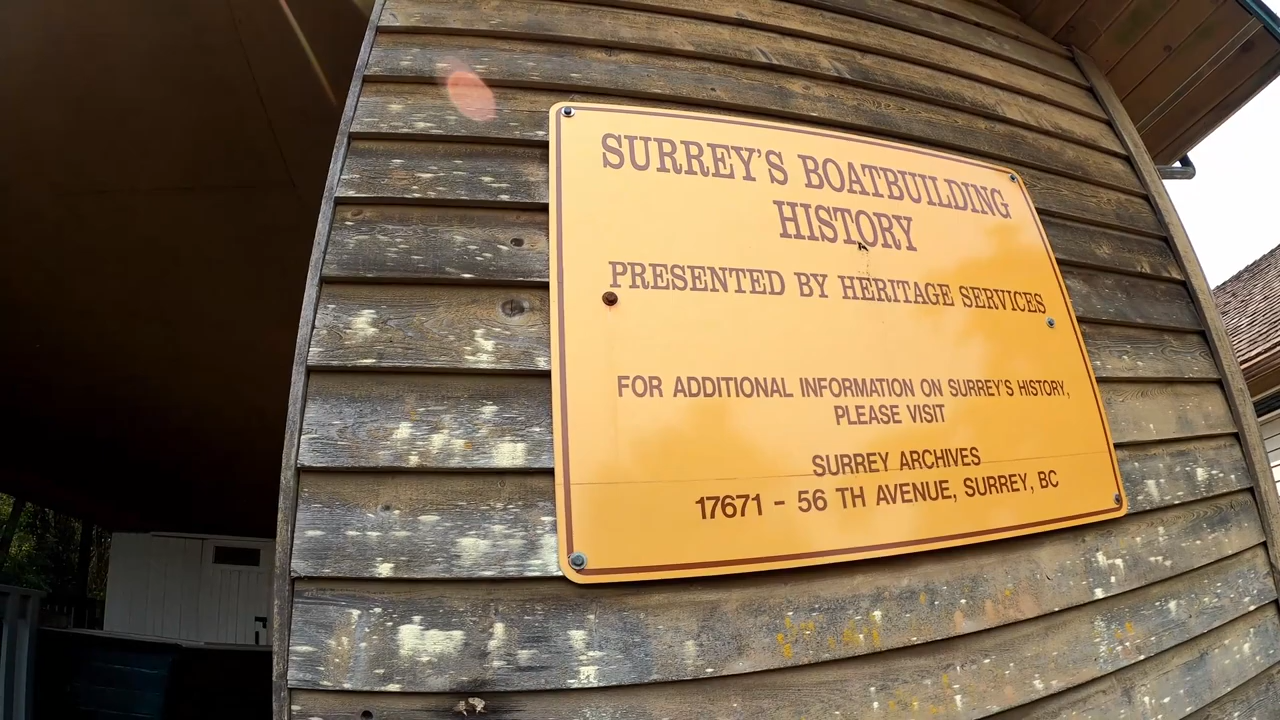 SURREY'S BOATBUILDING
HISTORY
PRESENTED BY HERITAGE SERVICES
FOR ADDITIONAL INFORMATION ON SURREY'S HISTORY,
PLEASE VISIT
SURREY ARCHIVES
17671 - 56 TH AVENUE, SURREY, BC